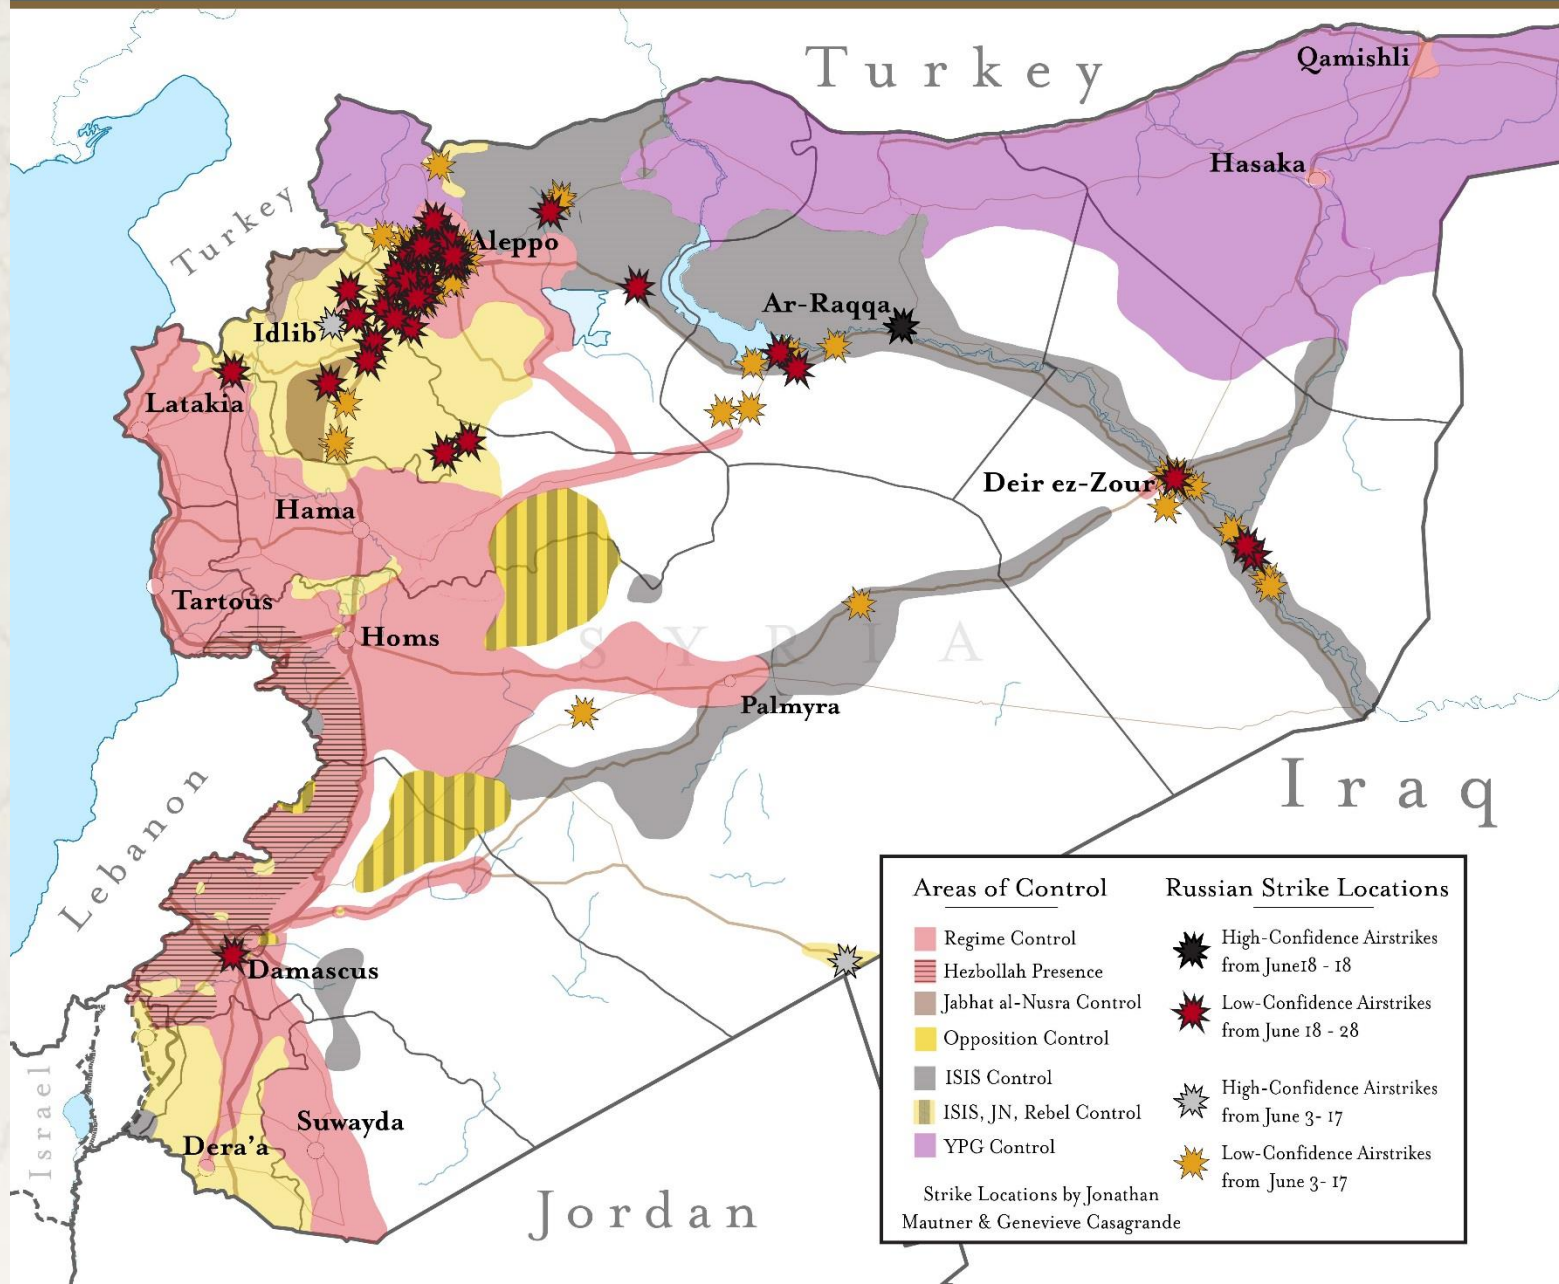 Turkey
Qamishli
Hasaka
Turkey
Aleppo
Ar-Raqqa
Idlib
Latakia
Deir ez-Zour
Hama
Tartous
Homs
SYRIA
Palmyra
Lebanon
Iraq
Damascus
Israel
Suwayda
Dera'a
Jordan
Areas of Control
Regime Control
Hezbollah Presence
Jabhat al-Nusra Control
Opposition Control
ISIS Control
ISIS, JN, Rebel Control
YPG Control
Strike Locations by Jonathan
Mautner & Genevieve Casagrande
Russian Strike Locations
High-Confidence Airstrikes
from June18 - 18
Low-Confidence Airstrikes
from June 18 - 28
High-Confidence Airstrikes
from June 3- 17
Low-Confidence Airstrikes
from June 3- 17